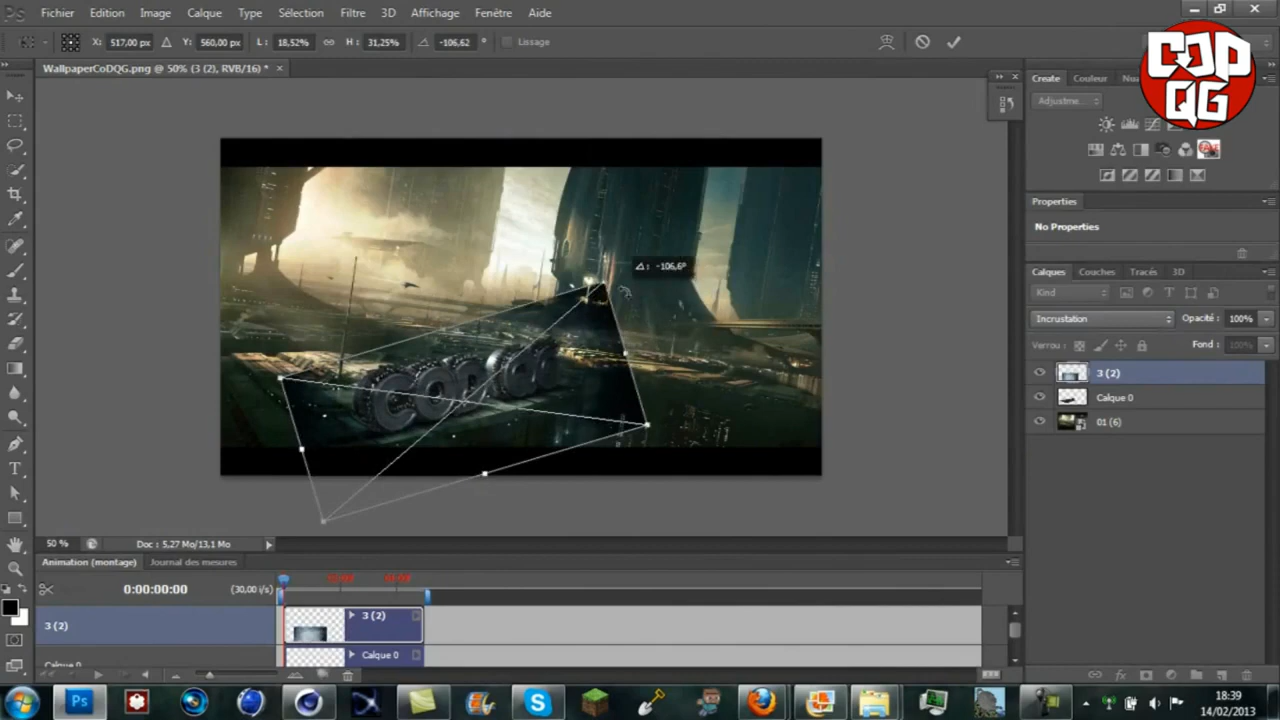 Ps Fichier Edition Image Calque Type Sélection Filtre 3D Affichage Fenêtre Aide
X: 517,00 px Y: 560,00 px L: 18,52% H: 31,25% -106,62 ° Lissage
WallpaperCoDQG.png @ 50% (3 (2), RVB/16) * ×
COD QG
Create Couleur
Adjustme...
Properties
No Properties
-106,6°
Calques Couches Tracés 3D
Kind
Incrustation Opacité : 100%
Verrou : Fond : 100%
3 (2)
Calque 0
01 (6)
50 % Doc : 5,27 Mo/13,1 Mo
Animation (montage) Journal des mesures
0:00:00:00 (30,00 i/s)
3 (2) 3 (2)
Calque 0 Calque 0
Ps
18:39
14/02/2013